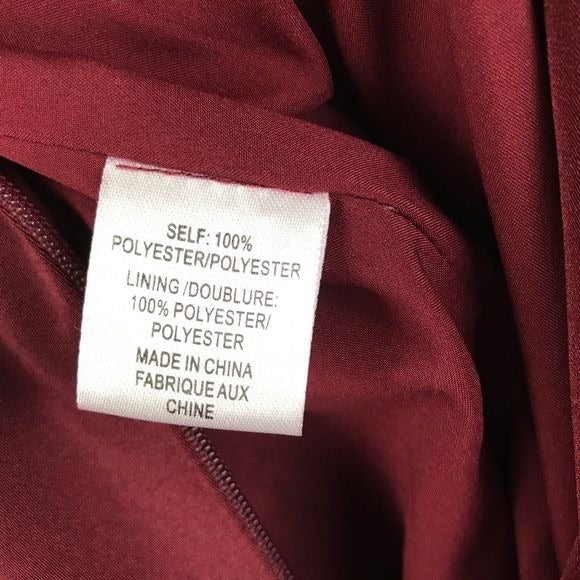 SELF: 100%
POLYESTER/POLYESTER
LINING /DOUBLURE:
100% POLYESTER/
POLYESTER
MADE IN CHINA
FABRIQUE AUX
CHINE